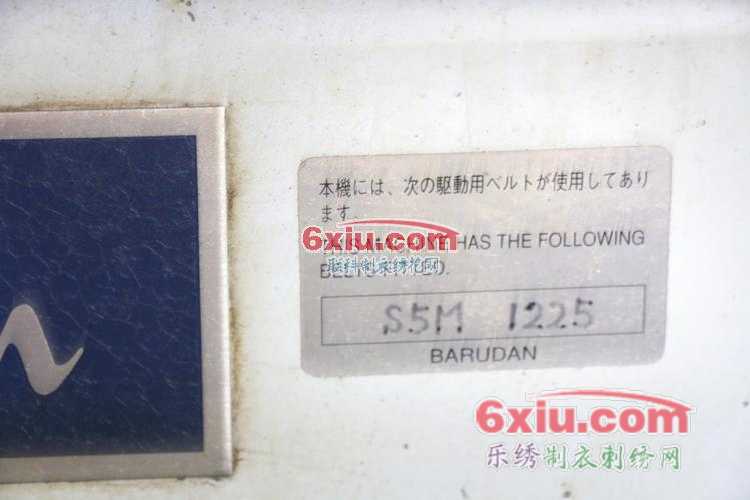 本機には、次の駆動用ベルトが使用してあり
ます。
6xiu.com
THIS MACHINE HAS THE FOLLOWING
S5M 1225
BARUDAN
6xiu.com
乐绣制衣刺绣网